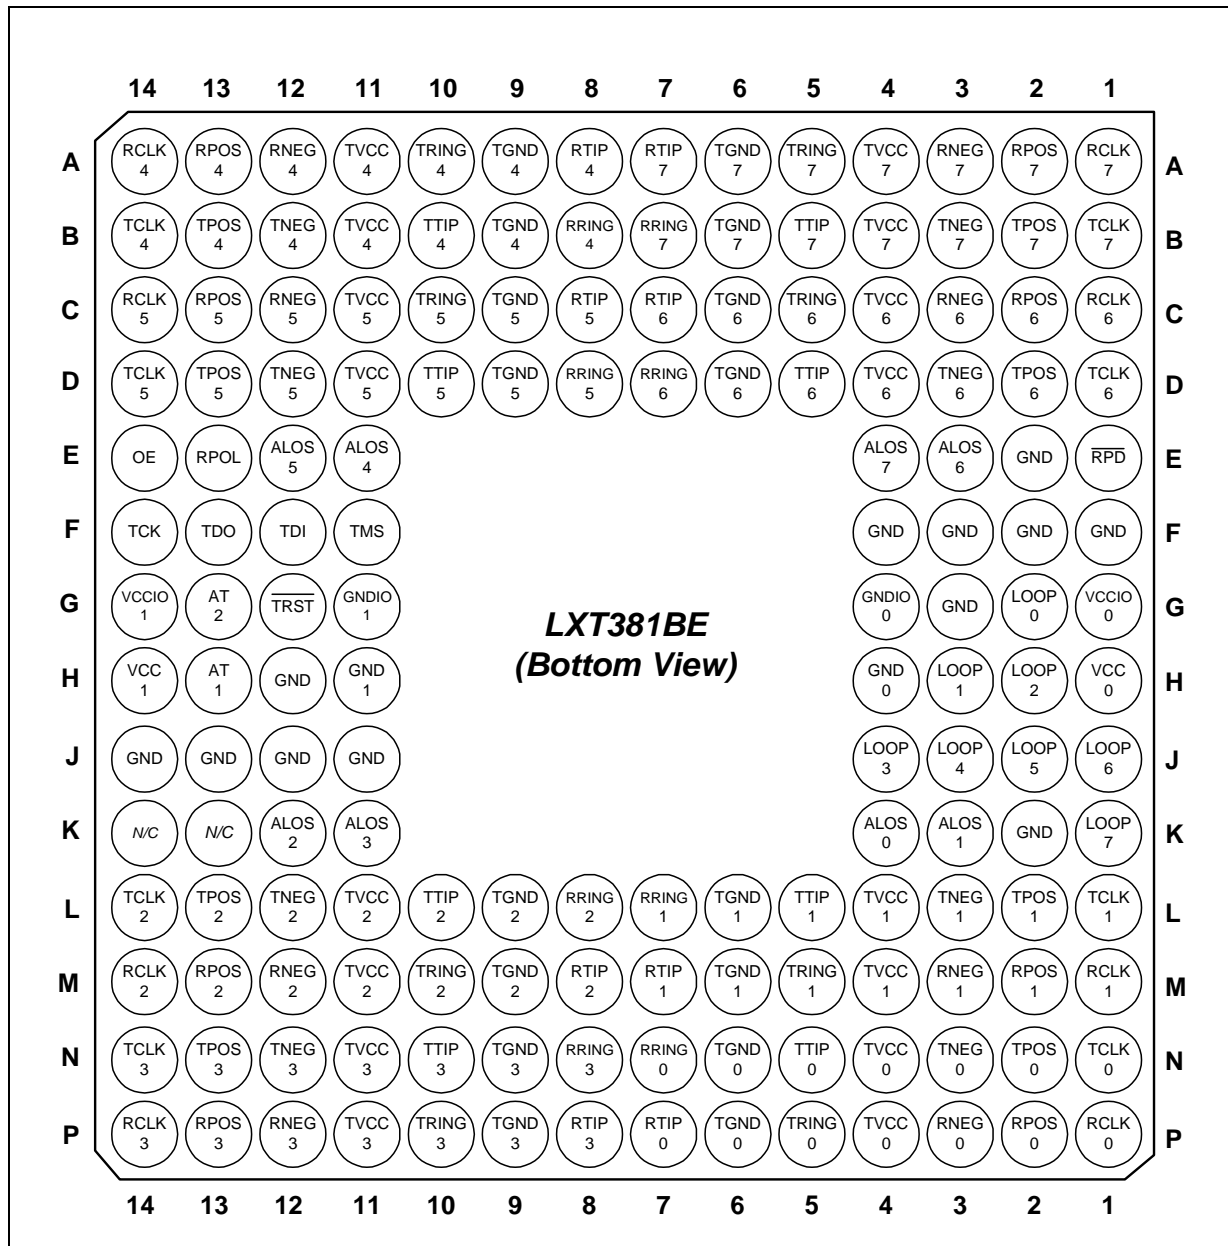 14 13 12 11 10 9 8 7 6 5 4 3 2 1
A RCLK 4 RPOS 4 RNEG 4 TVCC 4 TRING 4 TGND 4 RTIP 4 RTIP 7 TGND 7 TRING 7 TVCC 7 RNEG 7 RPOS 7 RCLK 7 A
B TCLK 4 TPOS 4 TNEG 4 TVCC 4 TTIP 4 TGND 4 RRING 4 RRING 7 TGND 7 TTIP 7 TVCC 7 TNEG 7 TPOS 7 TCLK 7 B
C RCLK 5 RPOS 5 RNEG 5 TVCC 5 TRING 5 TGND 5 RTIP 5 RTIP 6 TGND 6 TRING 6 TVCC 6 RNEG 6 RPOS 6 RCLK 6 C
D TCLK 5 TPOS 5 TNEG 5 TVCC 5 TTIP 5 TGND 5 RRING 5 RRING 6 TGND 6 TTIP 6 TVCC 6 TNEG 6 TPOS 6 TCLK 6 D
E OE RPOL ALOS 5 ALOS 4 ALOS 7 ALOS 6 GND RPD E
F TCK TDO TDI TMS GND GND GND GND F
G VCCIO 1 AT 2 TRST GNDIO 1 GNDIO 0 GND LOOP 0 VCCIO 0 G
LXT381BE
(Bottom View)
H VCC 1 AT 1 GND GND 1 GND 0 LOOP 1 LOOP 2 VCC 0 H
J GND GND GND GND LOOP 3 LOOP 4 LOOP 5 LOOP 6 J
K N/C N/C ALOS 2 ALOS 3 ALOS 0 ALOS 1 GND LOOP 7 K
L TCLK 2 TPOS 2 TNEG 2 TVCC 2 TTIP 2 TGND 2 RRING 2 RRING 1 TGND 1 TTIP 1 TVCC 1 TNEG 1 TPOS 1 TCLK 1 L
M RCLK 2 RPOS 2 RNEG 2 TVCC 2 TRING 2 TGND 2 RTIP 2 RTIP 1 TGND 1 TRING 1 TVCC 1 RNEG 1 RPOS 1 RCLK 1 M
N TCLK 3 TPOS 3 TNEG 3 TVCC 3 TTIP 3 TGND 3 RRING 3 RRING 0 TGND 0 TTIP 0 TVCC 0 TNEG 0 TPOS 0 TCLK 0 N
P RCLK 3 RPOS 3 RNEG 3 TVCC 3 TRING 3 TGND 3 RTIP 3 RTIP 0 TGND 0 TRING 0 TVCC 0 RNEG 0 RPOS 0 RCLK 0 P
14 13 12 11 10 9 8 7 6 5 4 3 2 1